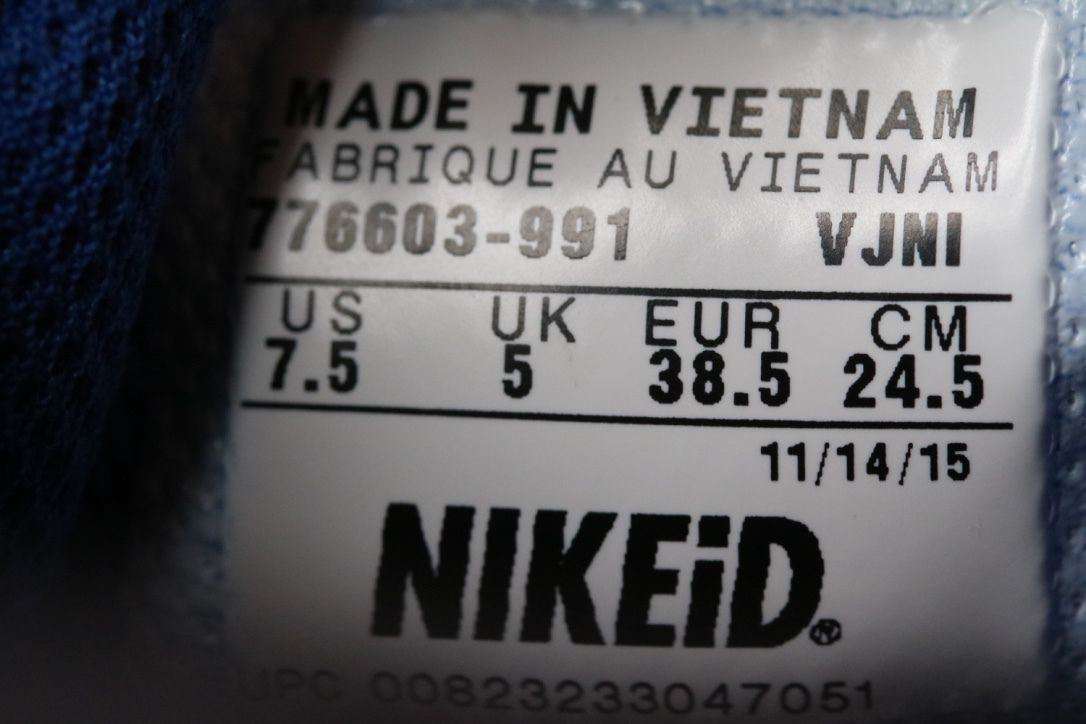 MADE IN VIETNAM
FABRIQUE AU VIETNAM
776603-991 VJNI
US UK EUR CM
7.5 5 38.5 24.5
11/14/15
NIKEiD®
UPC 00823233047051